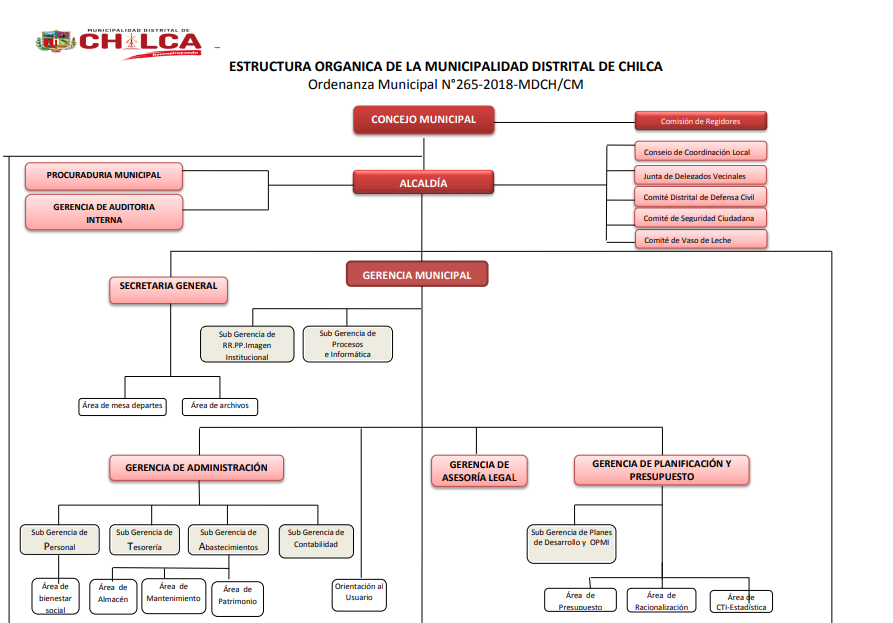 MUNICIPALIDAD DISTRITAL DE
CHILCA
ESTRUCTURA ORGANICA DE LA MUNICIPALIDAD DISTRITAL DE CHILCA
Ordenanza Municipal N°265-2018-MDCH/CM
CONCEJO MUNICIPAL
Comisión de Regidores
Consejo de Coordinación Local
PROCURADURIA MUNICIPAL
ALCALDÍA
Junta de Delegados Vecinales
Comité Distrital de Defensa Civil
GERENCIA DE AUDITORIA
INTERNA
Comité de Seguridad Ciudadana
Comité de Vaso de Leche
GERENCIA MUNICIPAL
SECRETARIA GENERAL
Sub Gerencia de
RR.PP.Imagen
Institucional
Sub Gerencia de
Procesos
e Informática
Área de mesa departes
Área de archivos
GERENCIA DE ADMINISTRACIÓN
GERENCIA DE
ASESORÍA LEGAL
GERENCIA DE PLANIFICACIÓN Y
PRESUPUESTO
Sub Gerencia de
Personal
Sub Gerencia de
Tesorería
Sub Gerencia de
Abastecimientos
Sub Gerencia de
Contabilidad
Sub Gerencia de Planes
de Desarrollo y OPMI
Área de
bienestar
social
Área de
Almacén
Área de
Mantenimiento
Área de
Patrimonio
Orientación al
Usuario
Área de
Presupuesto
Área de
Racionalización
Área de
CTI-Estadística